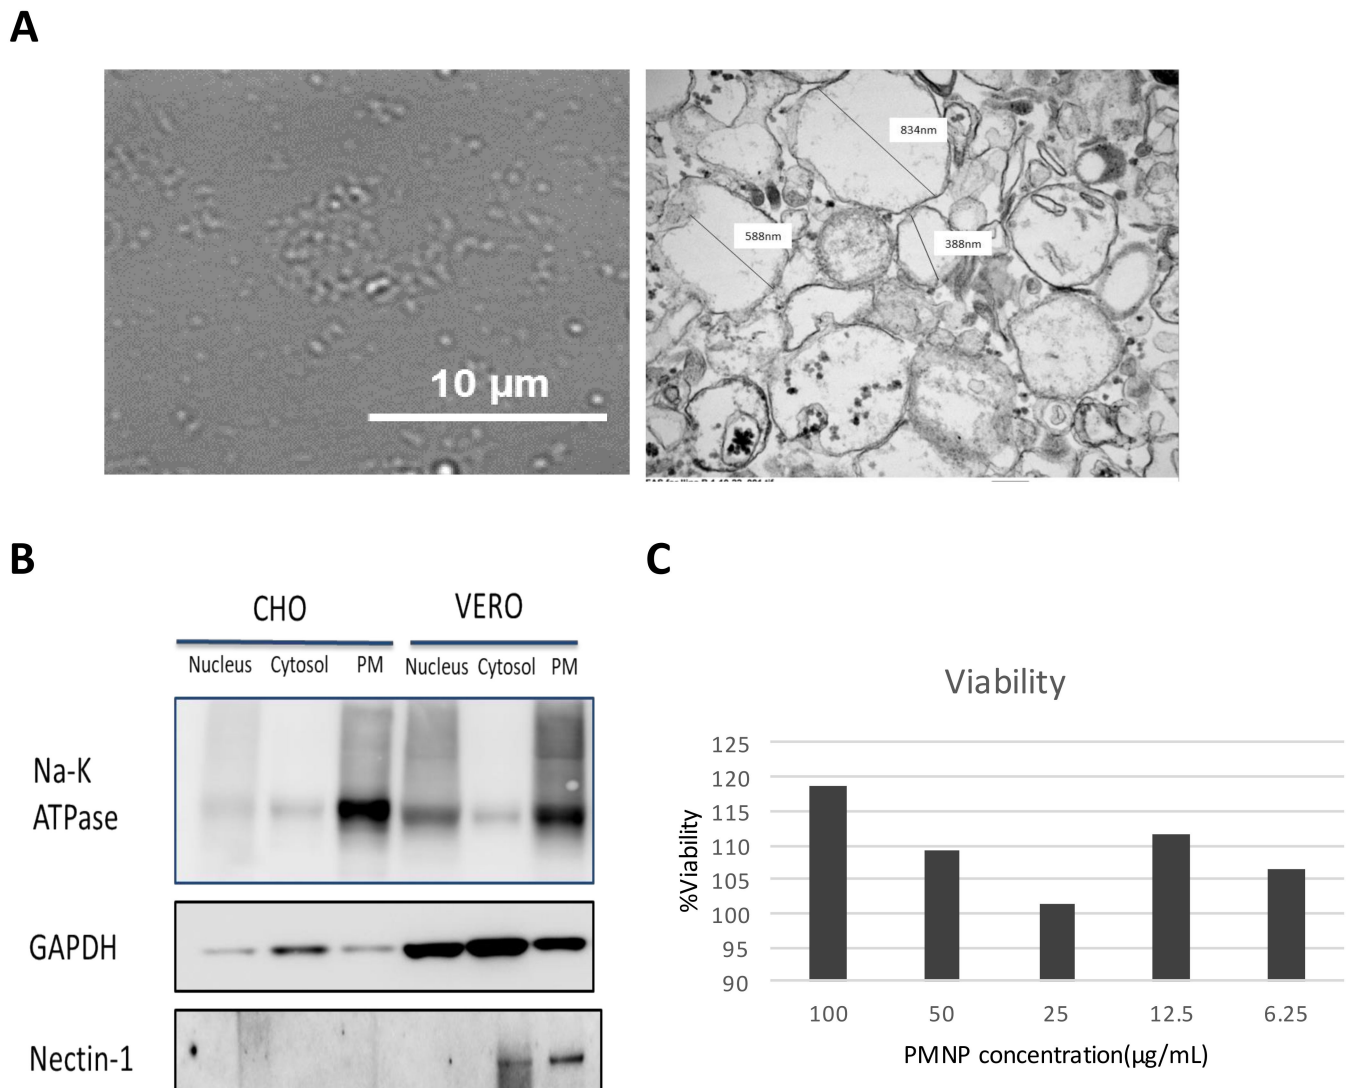 A
834nm
588nm
388nm
10 μm
B
C
CHO VERO
Nucleus Cytosol PM Nucleus Cytosol PM
Na-K
ATPase
GAPDH
Nectin-1
Viability
125
120
115
110
105
100
95
90
%Viability
100 50 25 12.5 6.25
PMNP concentration(μg/mL)